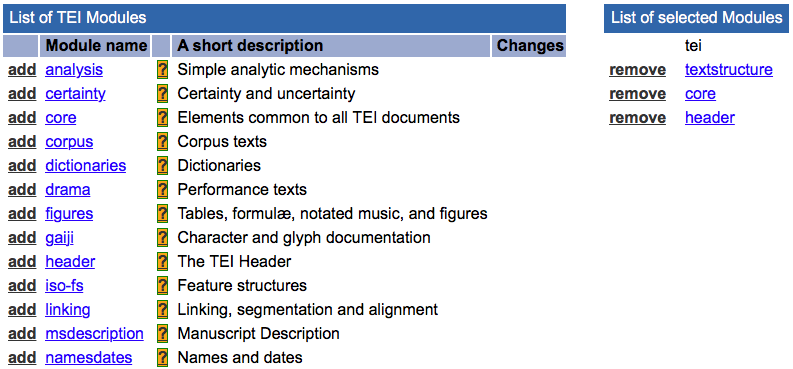 List of TEI Modules
Module name A short description Changes
add analysis ? Simple analytic mechanisms
add certainty ? Certainty and uncertainty
add core ? Elements common to all TEI documents
add corpus ? Corpus texts
add dictionaries ? Dictionaries
add drama ? Performance texts
add figures ? Tables, formulæ, notated music, and figures
add gaiji ? Character and glyph documentation
add header ? The TEI Header
add iso-fs ? Feature structures
add linking ? Linking, segmentation and alignment
add msdescription ? Manuscript Description
add namesdates ? Names and dates
List of selected Modules
tei
remove textstructure
remove core
remove header